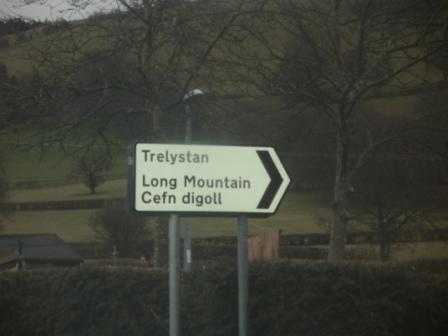 Trelystan
Long Mountain
Cefn digoll